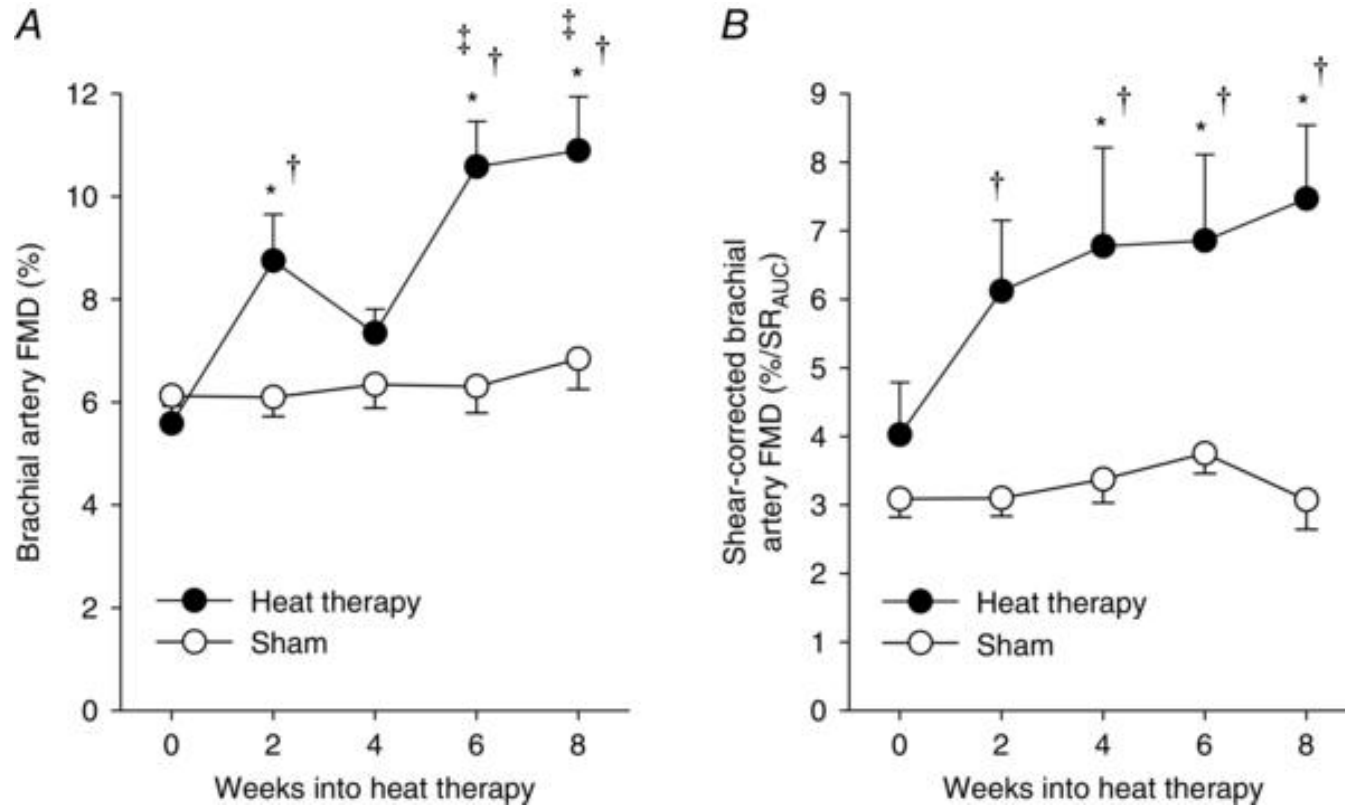 A
‡ ‡
† †
* *
†
*
12
10
8
6
4
2
0
Brachial artery FMD (%)
Heat therapy
Sham
0 2 4 6 8
Weeks into heat therapy
B
†
† † *
* *
†
9
8
7
6
5
4
3
2
1
0
Shear-corrected brachial
artery FMD (%/SR_AUC)
Heat therapy
Sham
0 2 4 6 8
Weeks into heat therapy